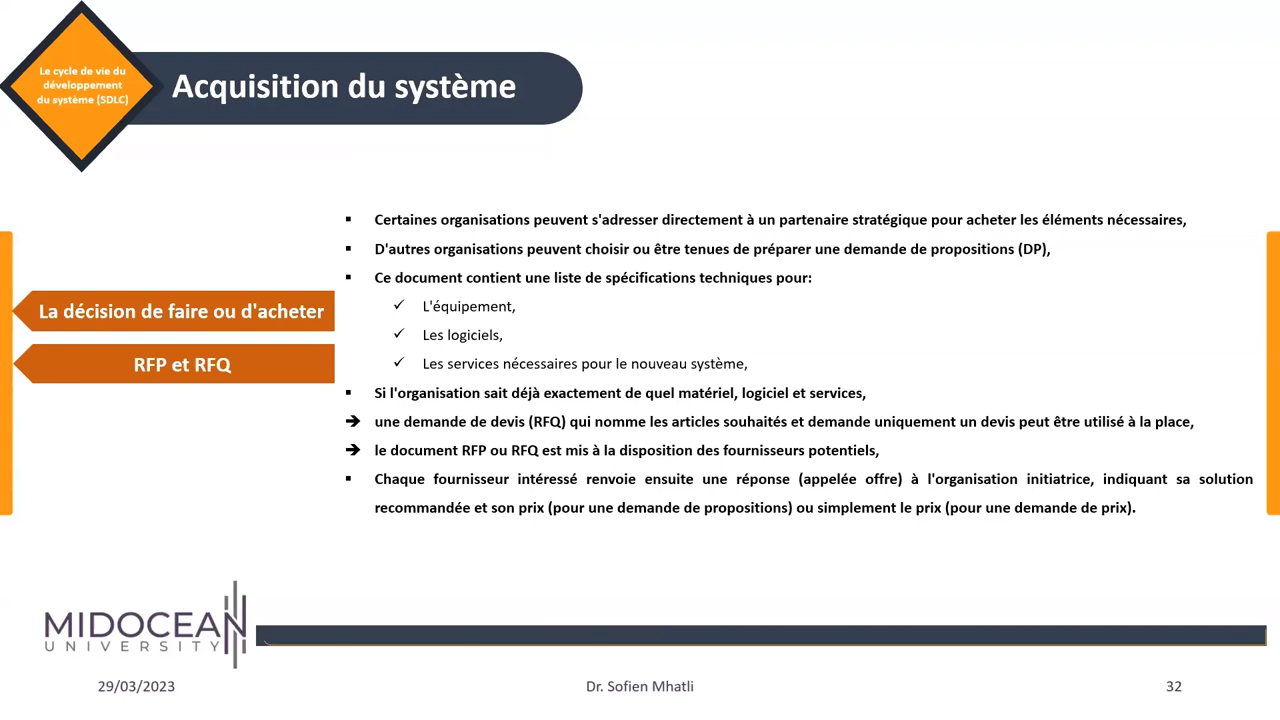 Le cycle de vie du
développement
du système (SDLC)
Acquisition du système
La décision de faire ou d'acheter
RFP et RFQ
▪ Certaines organisations peuvent s'adresser directement à un partenaire stratégique pour acheter les éléments nécessaires,
▪ D'autres organisations peuvent choisir ou être tenues de préparer une demande de propositions (DP),
▪ Ce document contient une liste de spécifications techniques pour:
✓ L'équipement,
✓ Les logiciels,
✓ Les services nécessaires pour le nouveau système,
▪ Si l'organisation sait déjà exactement de quel matériel, logiciel et services,
➔ une demande de devis (RFQ) qui nomme les articles souhaités et demande uniquement un devis peut être utilisé à la place,
➔ le document RFP ou RFQ est mis à la disposition des fournisseurs potentiels,
▪ Chaque fournisseur intéressé renvoie ensuite une réponse (appelée offre) à l'organisation initiatrice, indiquant sa solution
recommandée et son prix (pour une demande de propositions) ou simplement le prix (pour une demande de prix).
MIDOCEAN
UNIVERSITY
29/03/2023
Dr. Sofien Mhatli
32